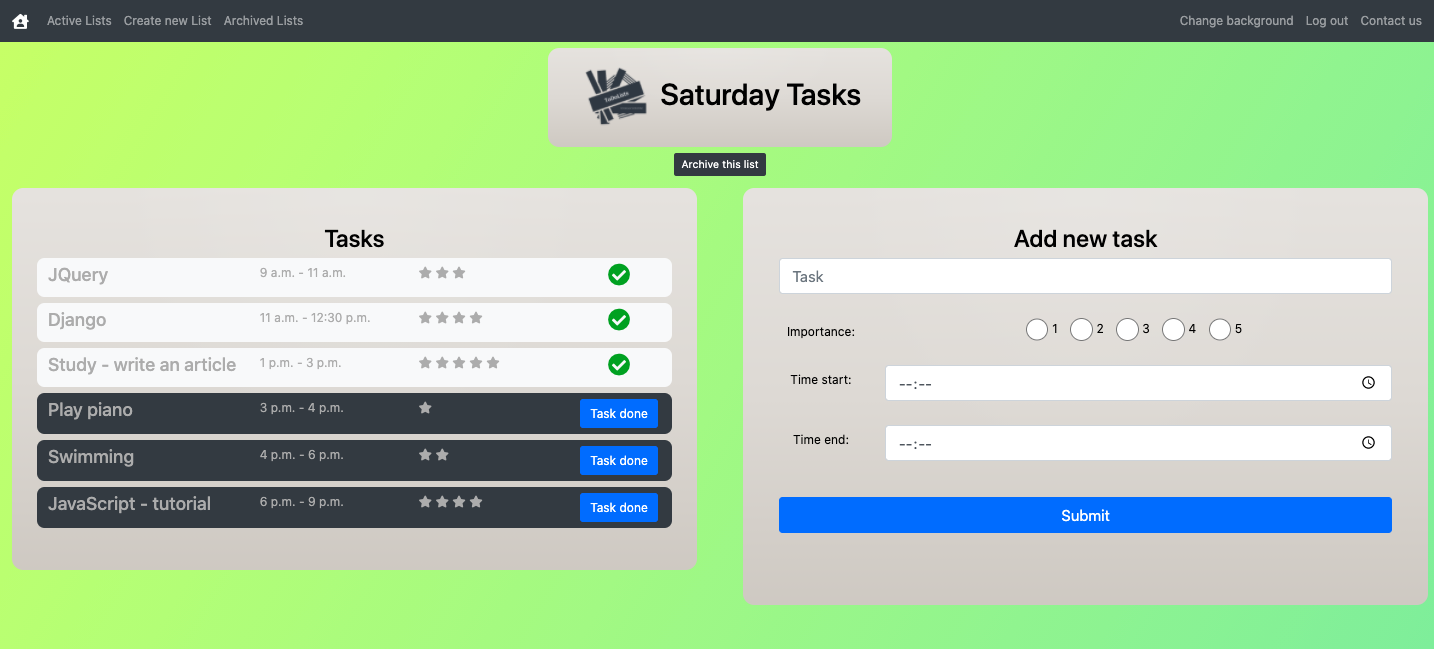 Active Lists Create new List Archived Lists Change background Log out Contact us
Saturday Tasks
Archive this list
Tasks
JQuery 9 a.m. - 11 a.m.
Django 11 a.m. - 12:30 p.m.
Study - write an article 1 p.m. - 3 p.m.
Play piano 3 p.m. - 4 p.m. Task done
Swimming 4 p.m. - 6 p.m. Task done
JavaScript - tutorial 6 p.m. - 9 p.m. Task done
Add new task
Task
Importance: 1 2 3 4 5
Time start: --:--
Time end: --:--
Submit